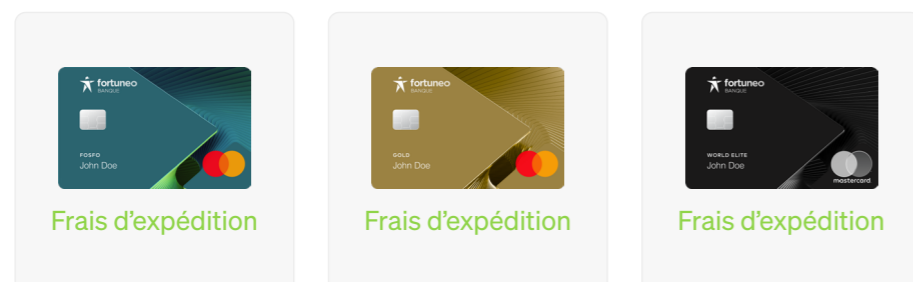 fortuneo
BANQUE
FOSFO
John Doe
Frais d’expédition
fortuneo
BANQUE
GOLD
John Doe
Frais d’expédition
fortuneo
BANQUE
WORLD ELITE
John Doe
mastercard
Frais d’expédition